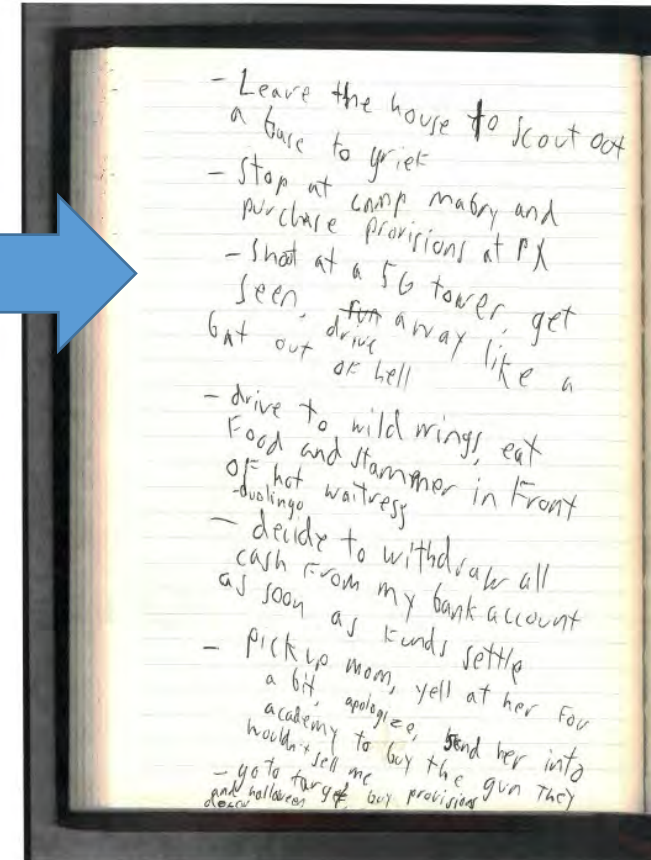 - Leave the house to scout out
a base to grief
- Stop at camp mabry and
purchase provisions at PX
- Shoot at a 5G tower, get
seen, away like a
drive
bat out of hell
- drive to wild wings, eat
Food and stammer in Front
OF hot waitress
-duolingo
- decide to withdraw all
cash From my bank account
as soon as Funds settle
- pick up mom, yell at her For
a bit, apologize, send her into
academy to buy the gun They
wouldn't sell me
- go to target, buy provisions
and halloween decor